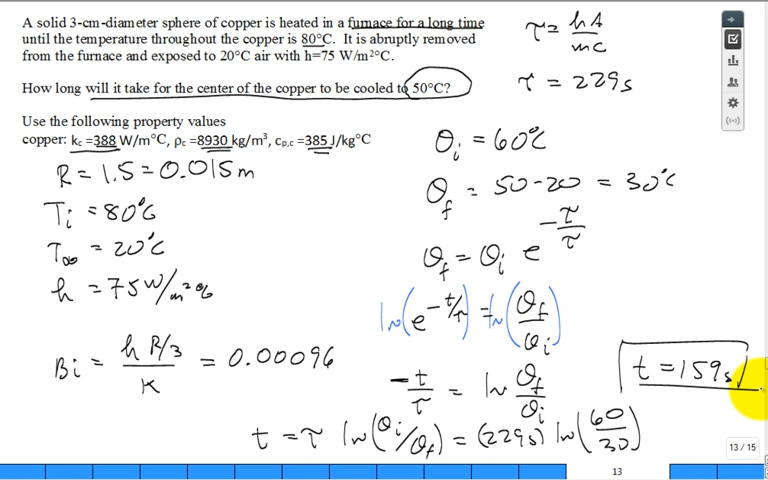 A solid 3-cm-diameter sphere of copper is heated in a furnace for a long time
until the temperature throughout the copper is 80°C. It is abruptly removed
from the furnace and exposed to 20°C air with h=75 W/m²°C.
How long will it take for the center of the copper to be cooled to 50°C?
Use the following property values
copper: kc =388 W/m°C, ρc =8930 kg/m³, cp,c =385 J/kg°C
R = 1.5 = 0.015 m
Ti = 80°C
T∞ = 20°C
h = 75 W/m²°C
Bi = h R/3 / K = 0.00096
τ = hA / mc
τ = 229s
θi = 60°C
θf = 50-20 = 30°C
θf = θi e^(-τ/τ)
ln(e^(-t/τ)) = ln(θf/θi)
-t/τ = ln θf/θi
t = τ ln(θi/θf) = (229s) ln(60/30)
t = 159s
13 / 15
13